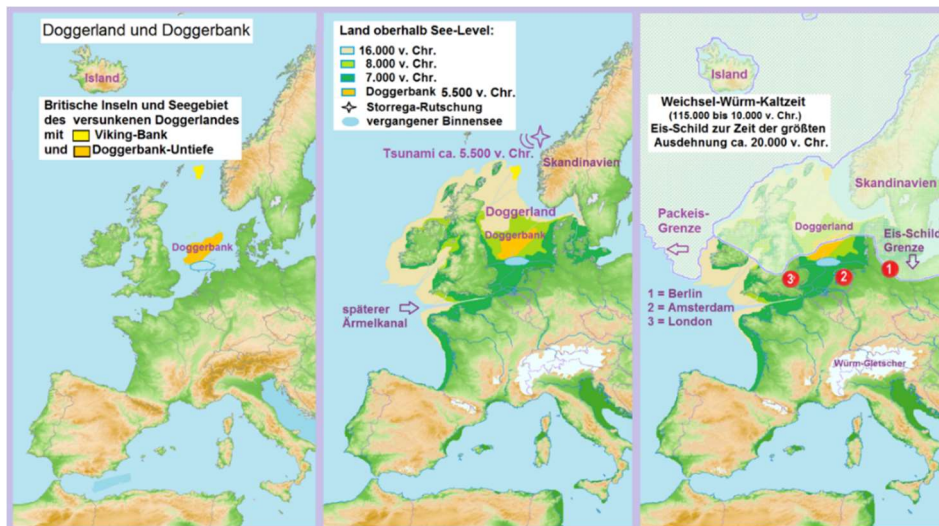 Doggerland und Doggerbank
Island
Britische Inseln und Seegebiet
des versunkenen Doggerlandes
mit Viking-Bank
und Doggerbank-Untiefe
Doggerbank
Land oberhalb See-Level:
16.000 v. Chr.
8.000 v. Chr.
7.000 v. Chr.
Doggerbank 5.500 v. Chr.
Storrega-Rutschung
vergangener Binnensee
Tsunami ca. 5.500 v. Chr.
Skandinavien
Doggerland
Doggerbank
späterer
Ärmelkanal
Island
Weichsel-Würm-Kaltzeit
(115.000 bis 10.000 v. Chr.)
Eis-Schild zur Zeit der größten
Ausdehnung ca. 20.000 v. Chr.
Skandinavien
Packeis-
Grenze
Doggerland
Eis-Schild
Grenze
1
2
3
1 = Berlin
2 = Amsterdam
3 = London
Würm-Gletscher